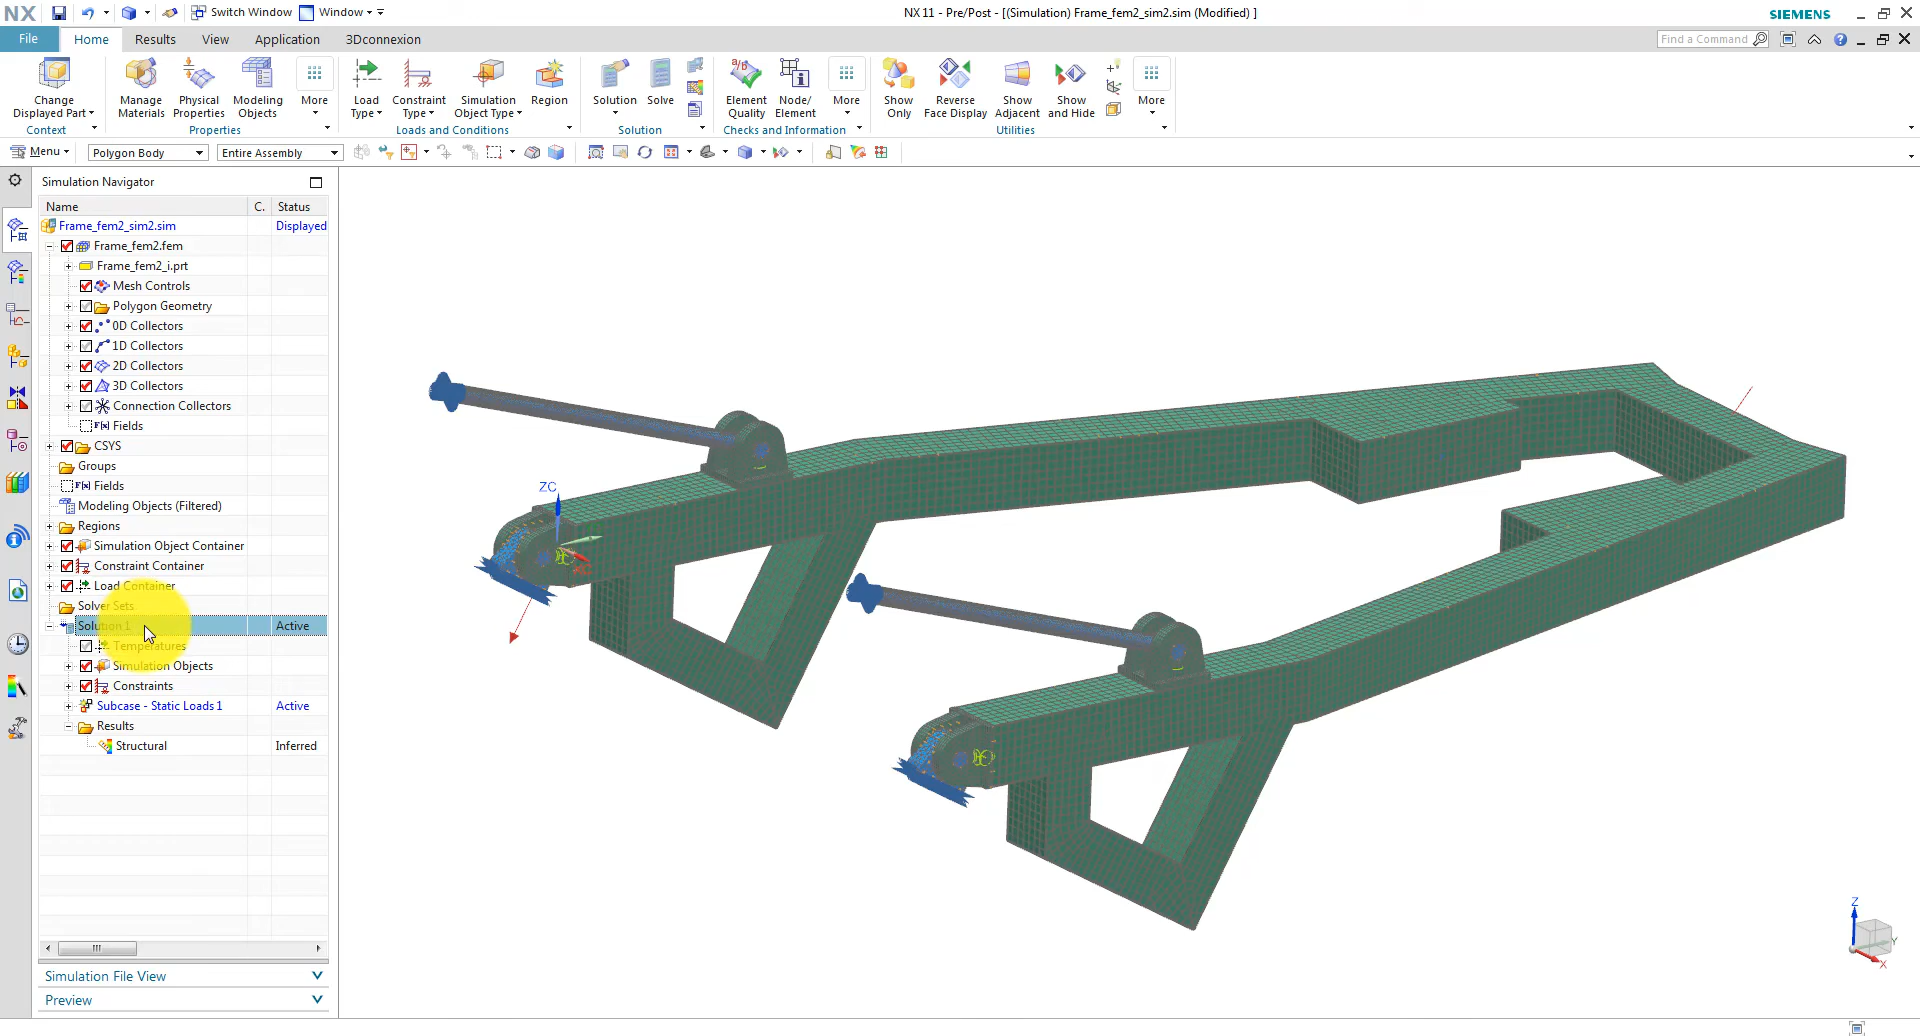 NX
Switch Window
Window
NX 11 - Pre/Post - [(Simulation) Frame_fem2_sim2.sim (Modified) ]
SIEMENS
File
Home
Results
View
Application
3Dconnexion
Find a Command
Change
Displayed Part
Manage
Materials
Physical
Properties
Modeling
Objects
More
Load
Type
Constraint
Type
Simulation
Object Type
Region
Solution
Solve
Element
Quality
Node/
Element
More
Show
Only
Reverse
Face Display
Show
Adjacent
Show
and Hide
More
Context
Properties
Loads and Conditions
Solution
Checks and Information
Utilities
Menu
Polygon Body
Entire Assembly
Simulation Navigator
Name C. Status
Frame_fem2_sim2.sim Displayed
Frame_fem2.fem
Frame_fem2_i.prt
Mesh Controls
Polygon Geometry
0D Collectors
1D Collectors
2D Collectors
3D Collectors
Connection Collectors
Fields
CSYS
Groups
Fields
Modeling Objects (Filtered)
Regions
Simulation Object Container
Constraint Container
Load Container
Solver Sets
Solution 1 Active
Temperatures
Simulation Objects
Constraints
Subcase - Static Loads 1 Active
Results
Structural Inferred
Simulation File View
Preview
ZC
XC
Z
Y
X